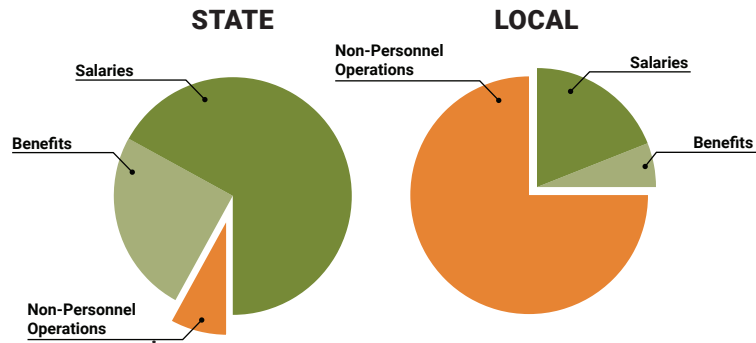 STATE
Salaries
Benefits
Non-Personnel
Operations
LOCAL
Non-Personnel
Operations
Salaries
Benefits